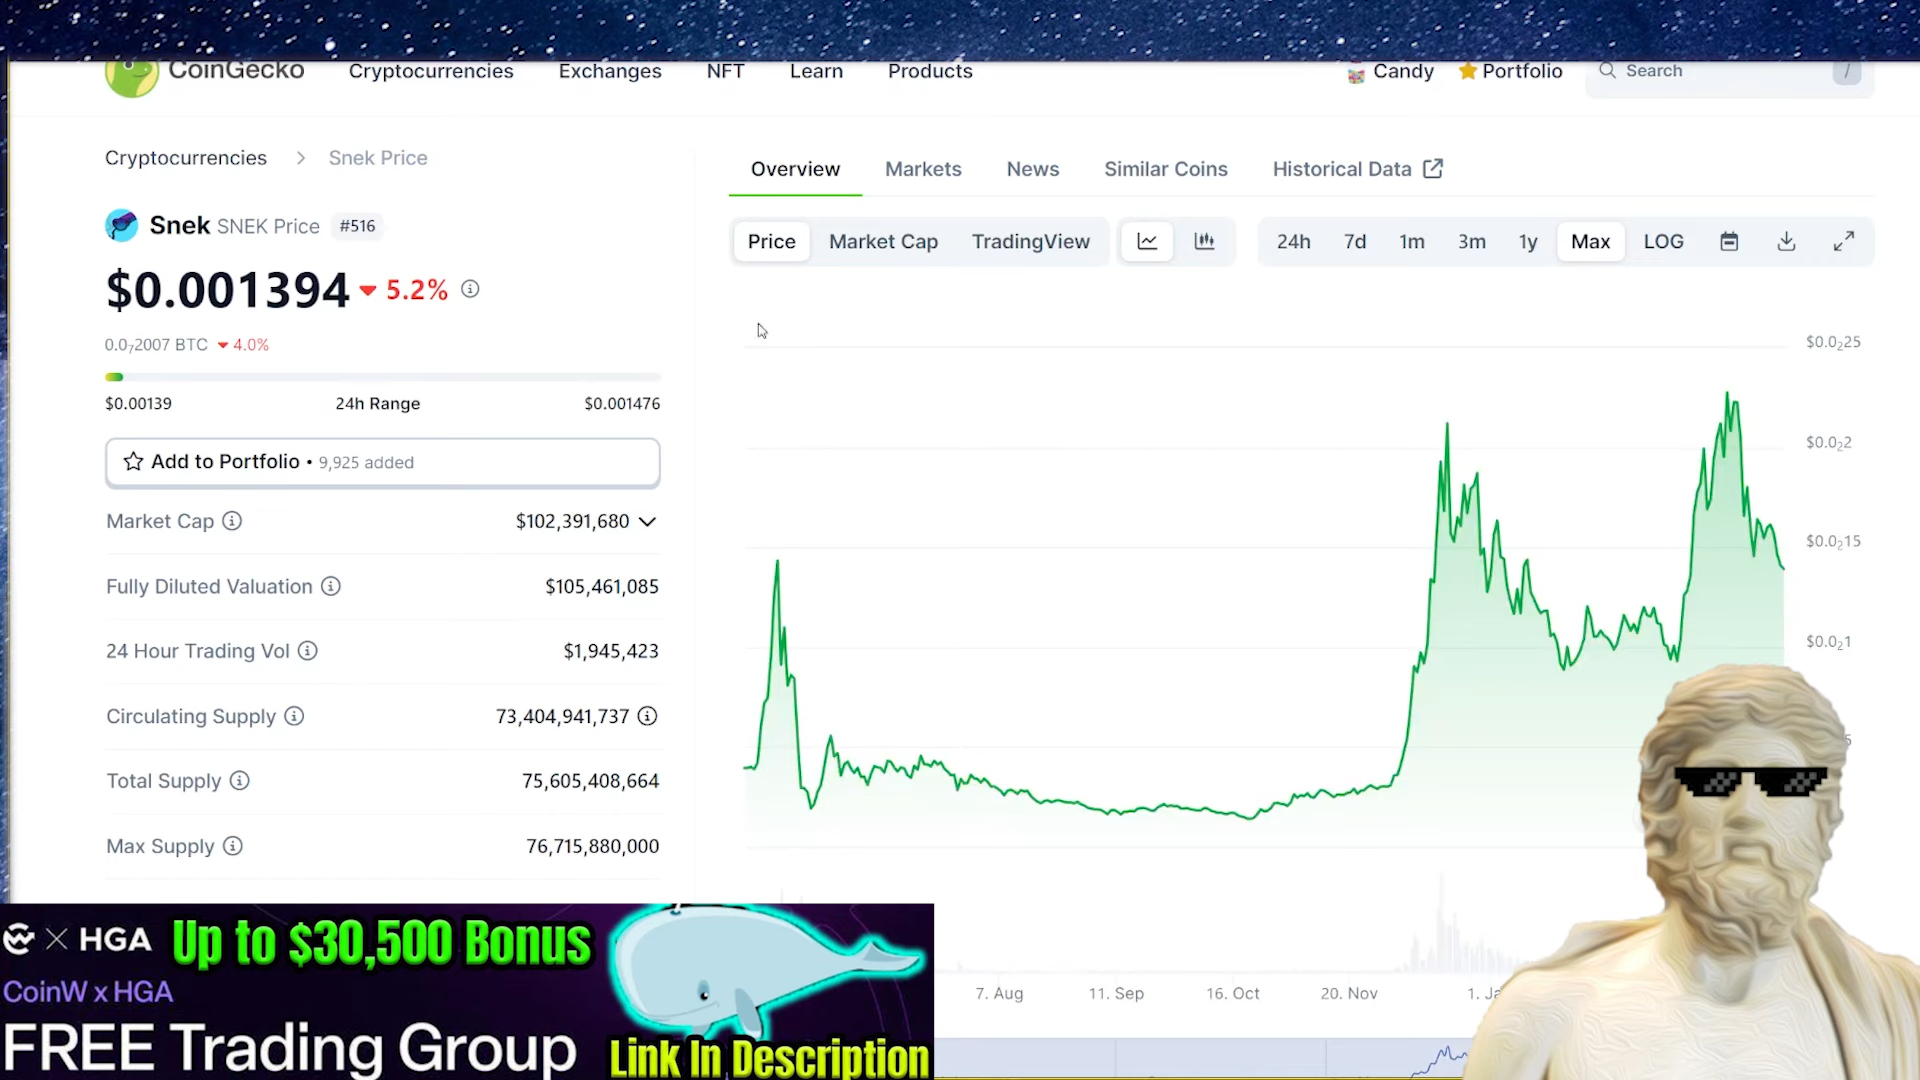 CoinGecko
Cryptocurrencies Exchanges NFT Learn Products
Candy Portfolio Search /
Cryptocurrencies > Snek Price
Overview Markets News Similar Coins Historical Data
Snek SNEK Price #516
Price Market Cap TradingView 24h 7d 1m 3m 1y Max LOG
$0.001394 5.2%
0.0₇2007 BTC 4.0%
$0.00139 24h Range $0.001476
Add to Portfolio • 9,925 added
Market Cap $102,391,680
Fully Diluted Valuation $105,461,085
24 Hour Trading Vol $1,945,423
Circulating Supply 73,404,941,737
Total Supply 75,605,408,664
Max Supply 76,715,880,000
$0.0₂25
$0.0₂2
$0.0₂15
$0.0₂1
5
7. Aug 11. Sep 16. Oct 20. Nov 1. Ja
HGA Up to $30,500 Bonus
CoinW x HGA
FREE Trading Group
Link In Description